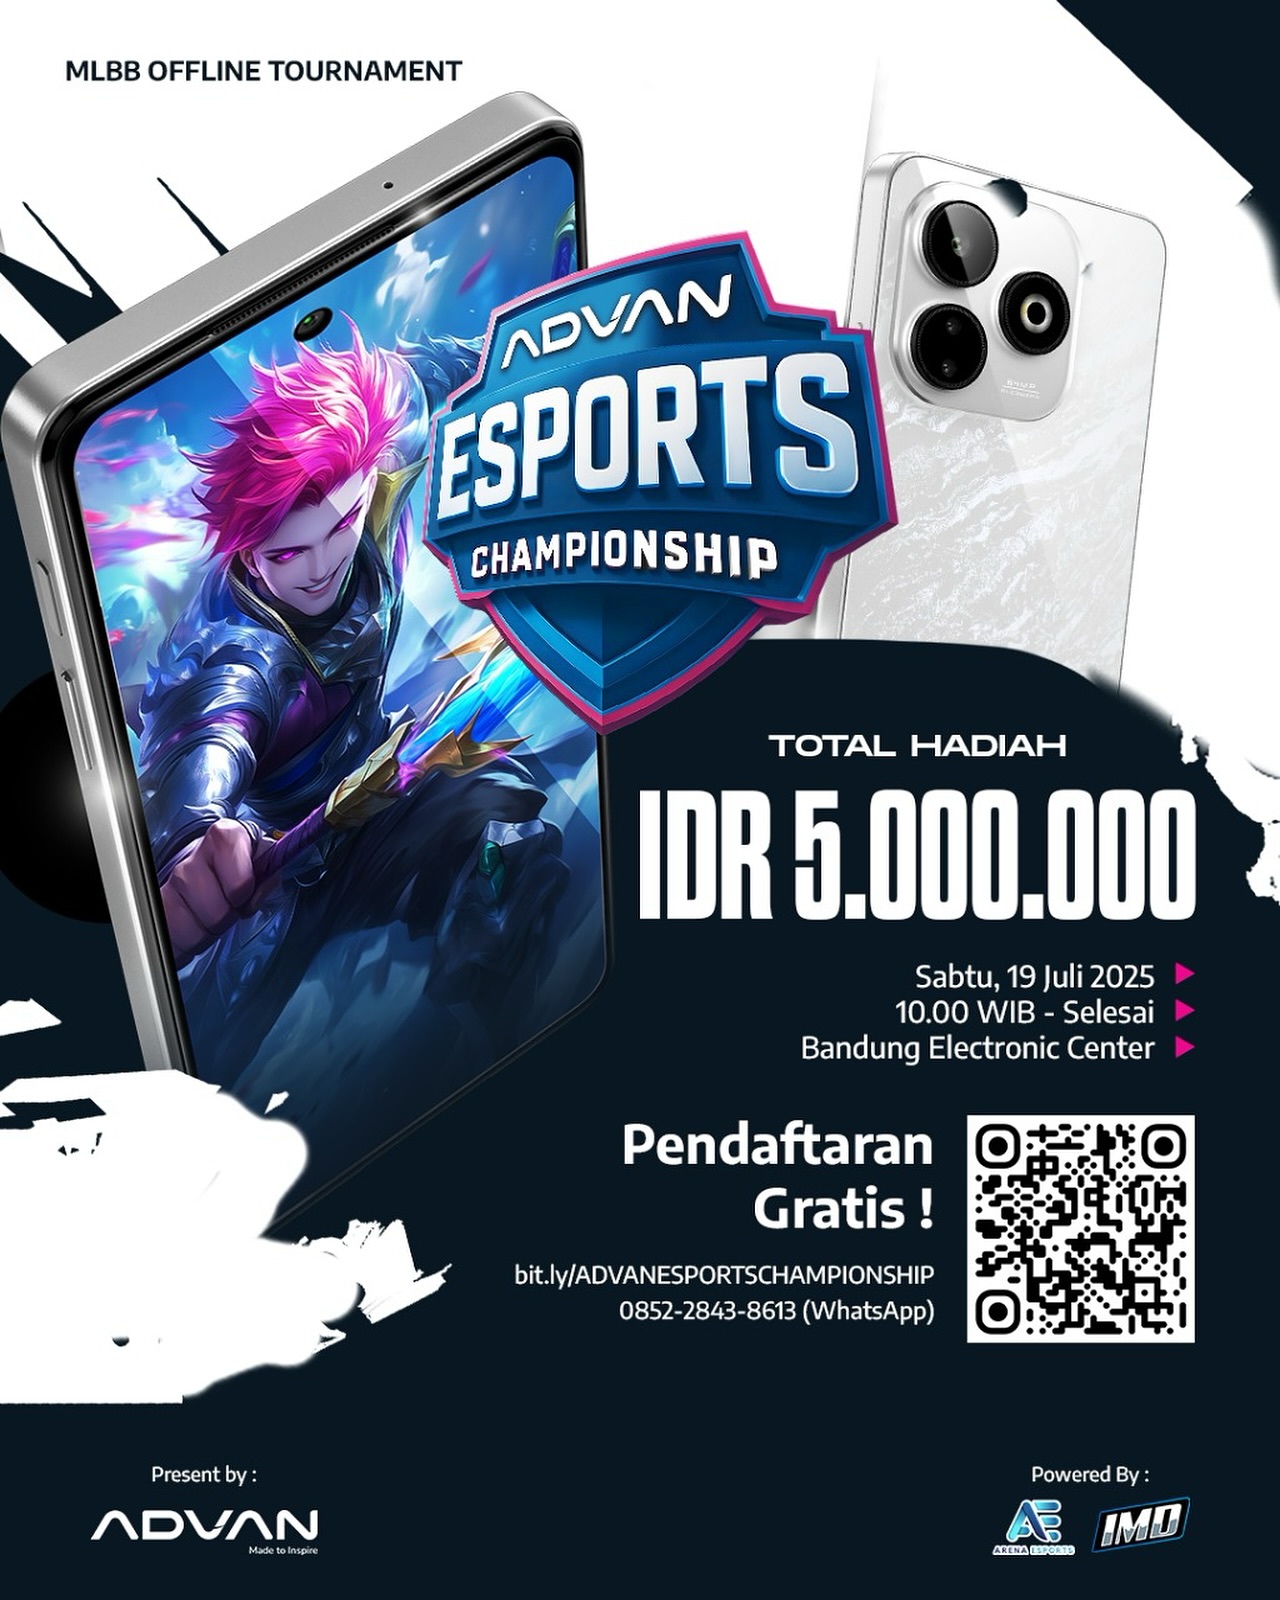 MLBB OFFLINE TOURNAMENT
ADVAN
ESPORTS
CHAMPIONSHIP
TOTAL HADIAH
IDR 5.000.000
Sabtu, 19 Juli 2025
10.00 WIB - Selesai
Bandung Electronic Center
Pendaftaran
Gratis !
bit.ly/ADVANESPORTSCHAMPIONSHIP
0852-2843-8613 (WhatsApp)
Present by :
ADVAN
Made to Inspire
Powered By :
AE
ARENA ESPORTS
IMO